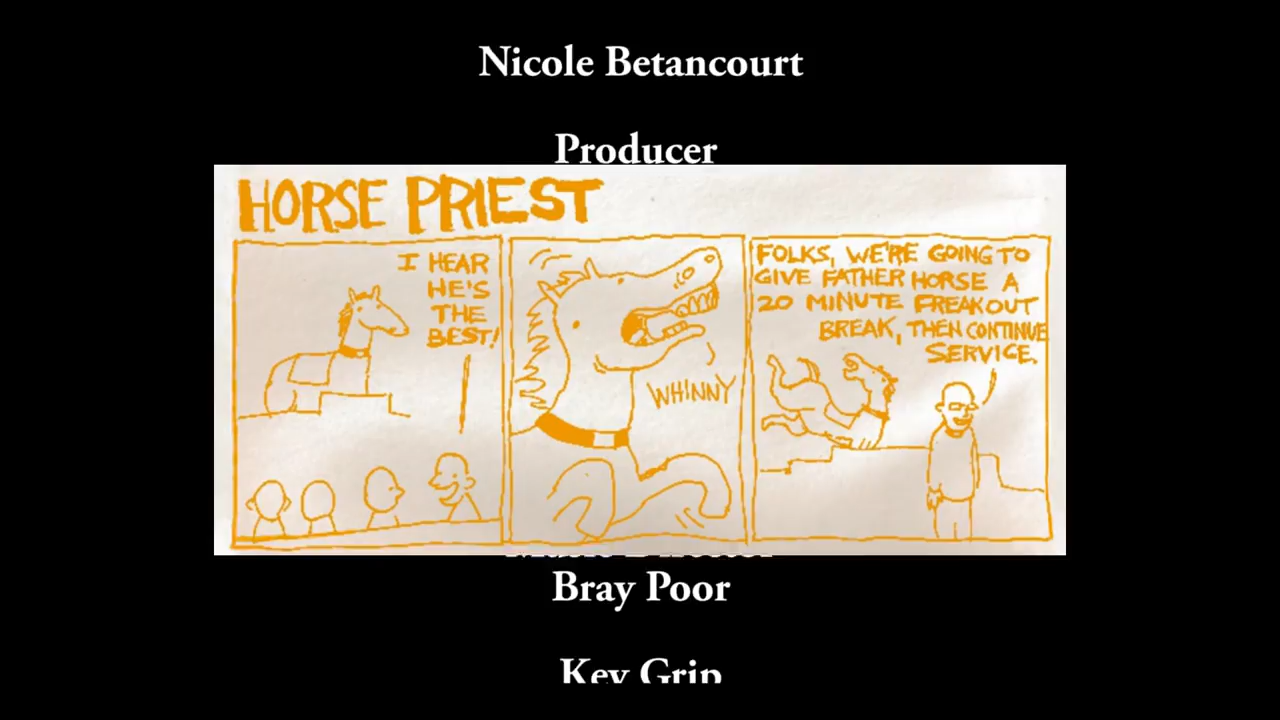 Nicole Betancourt
Producer
HORSE PRIEST
I HEAR
HE'S
THE
BEST!
WHINNY
FOLKS, WE'RE GOING TO
GIVE FATHER HORSE A
20 MINUTE FREAKOUT
BREAK, THEN CONTINUE
SERVICE.
Bray Poor
Key Grip